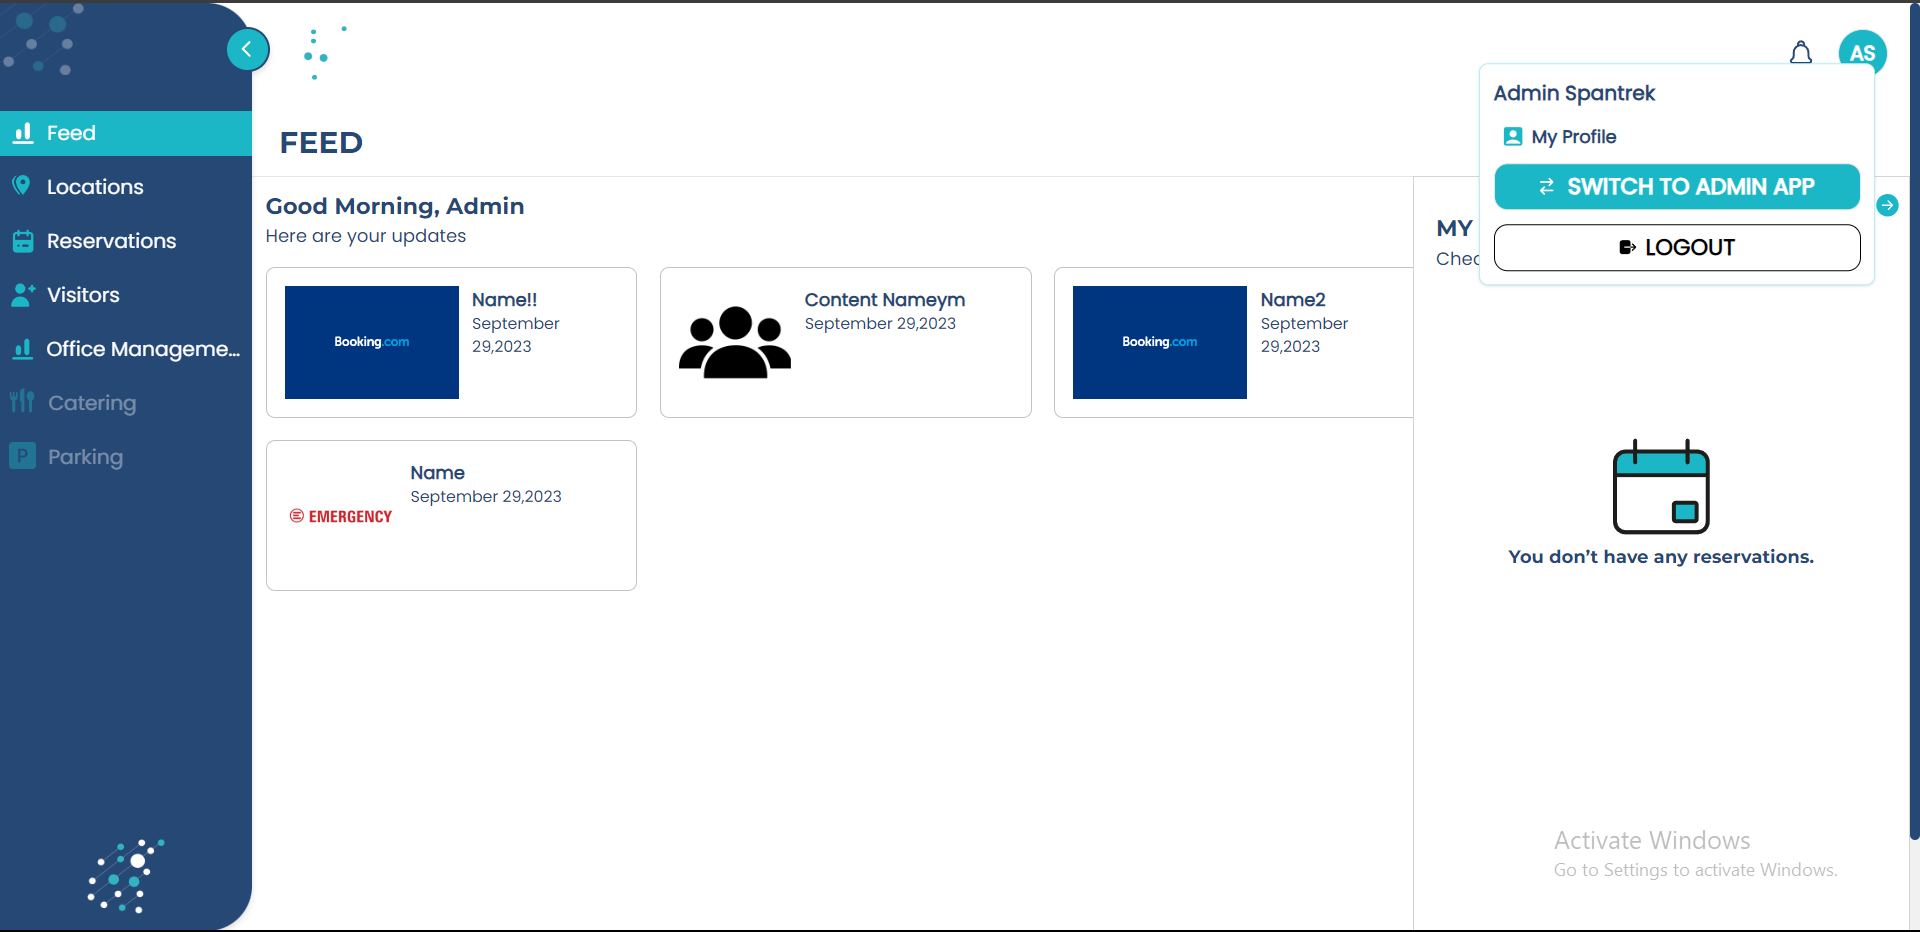 Feed
Locations
Reservations
Visitors
Office Manageme...
Catering
P Parking
FEED
Good Morning, Admin
Here are your updates
Booking.com
Name!!
September
29,2023
Content Nameym
September 29,2023
Booking.com
Name2
September
29,2023
EMERGENCY
Name
September 29,2023
AS
Admin Spantrek
My Profile
SWITCH TO ADMIN APP
LOGOUT
MY
You don’t have any reservations.
Activate Windows
Go to Settings to activate Windows.